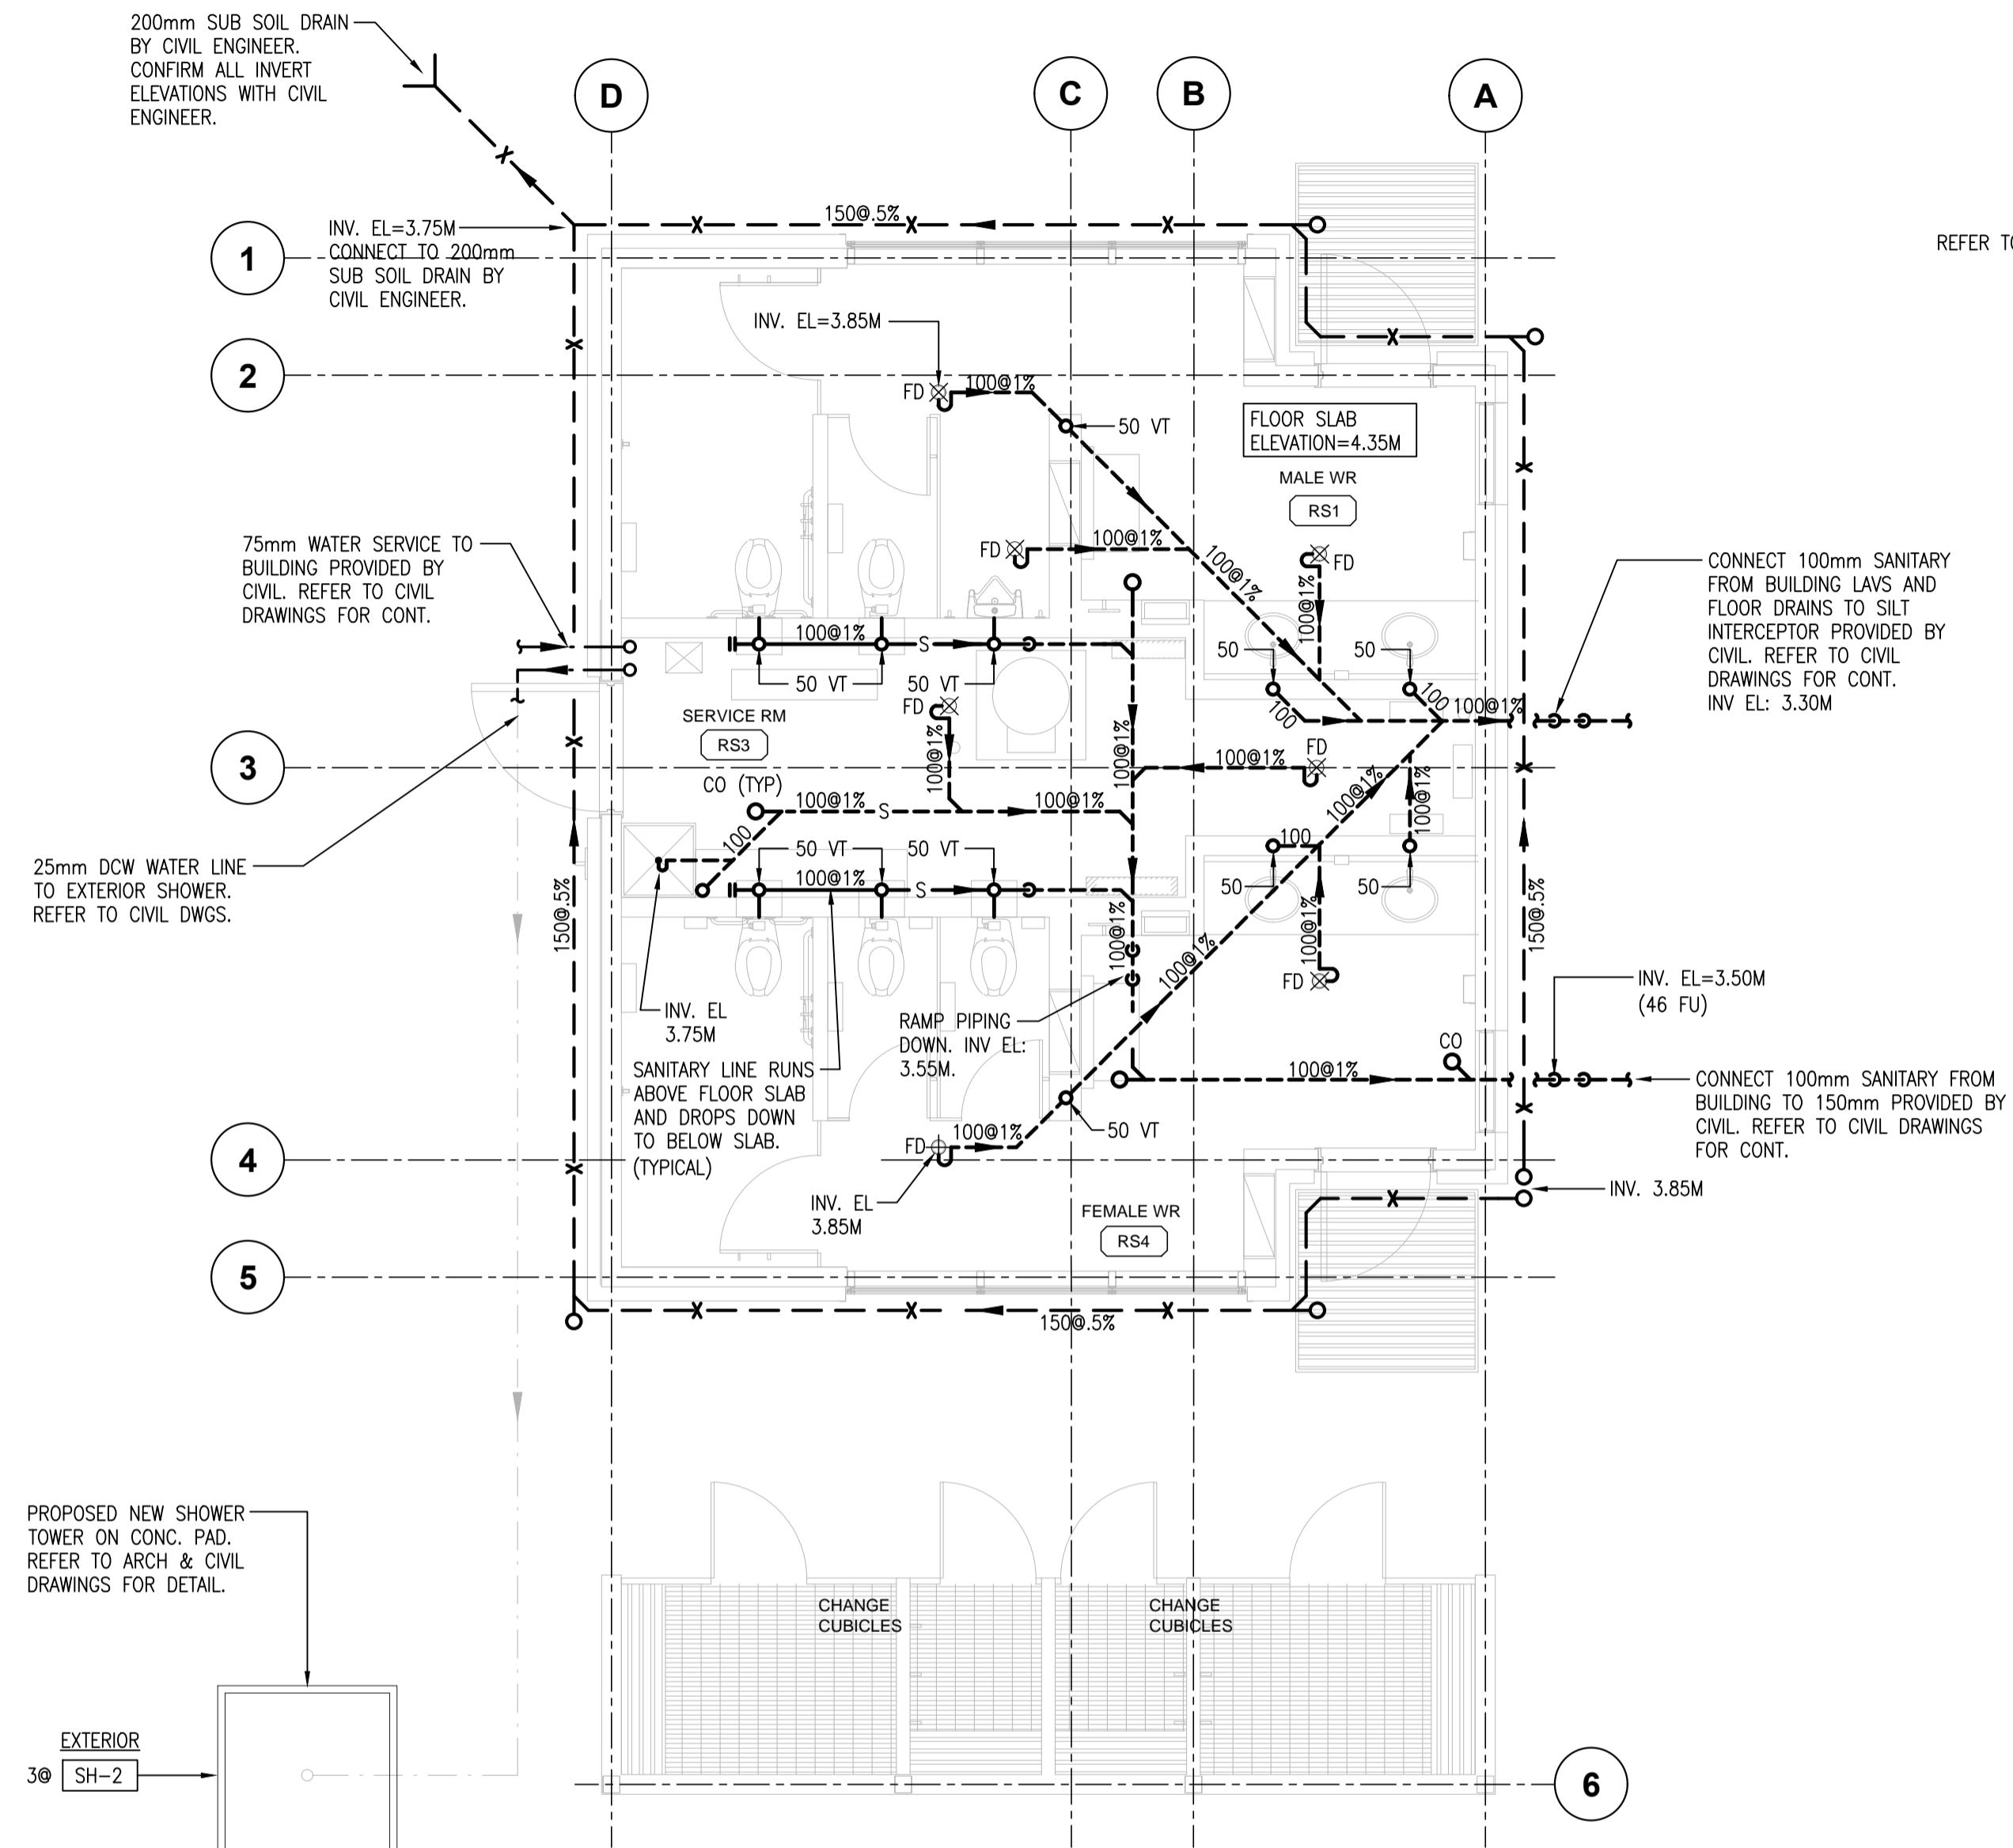 200mm SUB SOIL DRAIN
BY CIVIL ENGINEER.
CONFIRM ALL INVERT
ELEVATIONS WITH CIVIL
ENGINEER.
D
C
B
A
1
INV. EL=3.75M
CONNECT TO 200mm
SUB SOIL DRAIN BY
CIVIL ENGINEER.
150@.5%
REFER TO
2
INV. EL=3.85M
FD
100@1%
50 VT
FLOOR SLAB
ELEVATION=4.35M
MALE WR
RS1
75mm WATER SERVICE TO
BUILDING PROVIDED BY
CIVIL. REFER TO CIVIL
DRAWINGS FOR CONT.
FD
100@1%
100@1%
FD
100@1%
CONNECT 100mm SANITARY
FROM BUILDING LAVS AND
FLOOR DRAINS TO SILT
INTERCEPTOR PROVIDED BY
CIVIL. REFER TO CIVIL
DRAWINGS FOR CONT.
INV EL: 3.30M
100@1%
S
50 VT
50 VT
50
50
100
100
100@1%
SERVICE RM
RS3
FD
100@1%
100@1%
3
CO (TYP)
100@1%
FD
100@1%
100@1%
100@1%
S
100@1%
100
25mm DCW WATER LINE
TO EXTERIOR SHOWER.
REFER TO CIVIL DWGS.
50 VT
50 VT
100@1%
S
100
50
50
100@1%
150@.5%
150@.5%
100@1%
100@1%
FD
INV. EL
3.75M
RAMP PIPING
DOWN. INV EL:
3.55M.
SANITARY LINE RUNS
ABOVE FLOOR SLAB
AND DROPS DOWN
TO BELOW SLAB.
(TYPICAL)
INV. EL=3.50M
(46 FU)
CO
100@1%
CONNECT 100mm SANITARY FROM
BUILDING TO 150mm PROVIDED BY
CIVIL. REFER TO CIVIL DRAWINGS
FOR CONT.
4
FD
100@1%
50 VT
INV. EL
3.85M
INV. 3.85M
FEMALE WR
RS4
5
150@.5%
PROPOSED NEW SHOWER
TOWER ON CONC. PAD.
REFER TO ARCH & CIVIL
DRAWINGS FOR DETAIL.
CHANGE
CUBICLES
CHANGE
CUBICLES
EXTERIOR
3@ SH-2
6